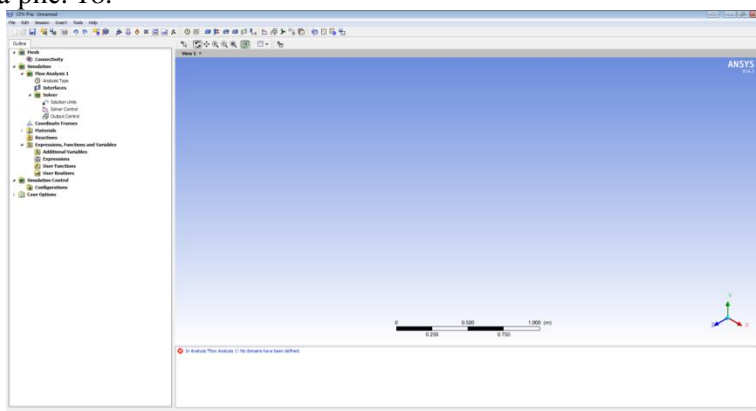 а рис. 18.
CFX-Pre: Unnamed
File Edit Session Insert Tools Help
Outline
View 1
Mesh
Connectivity
Simulation
Flow Analysis 1
Analysis Type
Interfaces
Solver
Solution Units
Solver Control
Output Control
Coordinate Frames
Materials
Reactions
Expressions, Functions and Variables
Additional Variables
Expressions
User Functions
User Routines
Simulation Control
Configurations
Case Options
ANSYS
0 0.500 1.000 (m)
0.250 0.750
Y
Z X
In Analysis 'Flow Analysis 1': No domains have been defined.